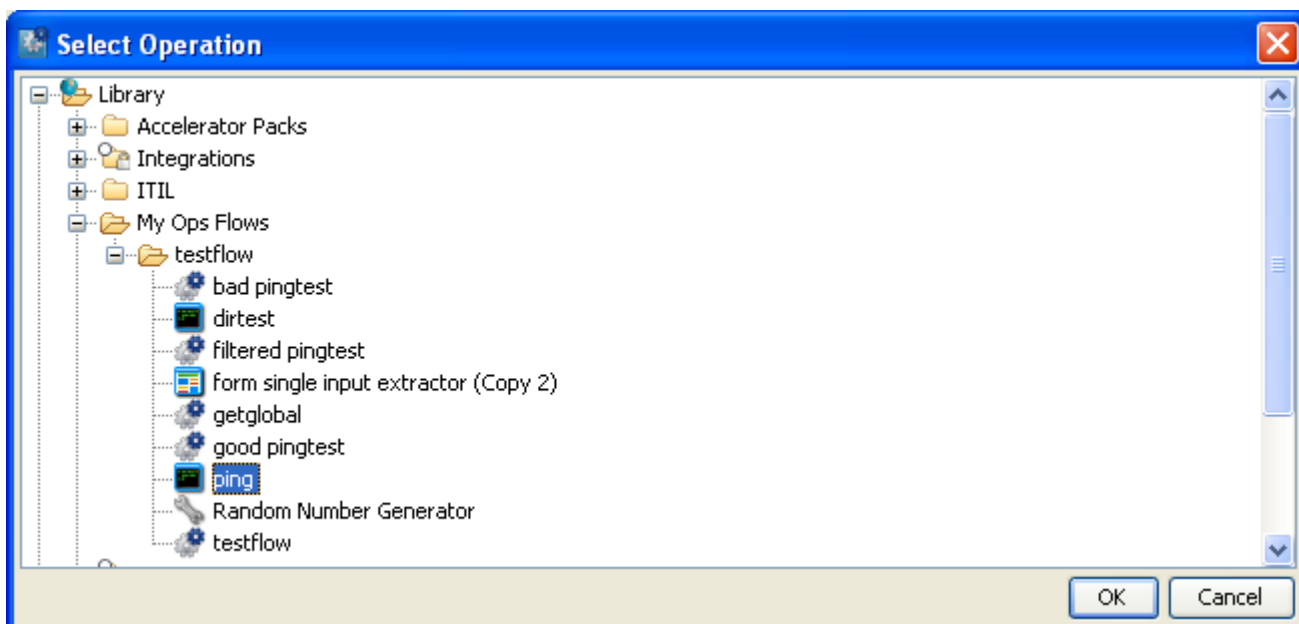 Select Operation
Library
Accelerator Packs
Integrations
ITIL
My Ops Flows
testflow
bad pingtest
dirtest
filtered pingtest
form single input extractor (Copy 2)
getglobal
good pingtest
ping
Random Number Generator
testflow
OK Cancel